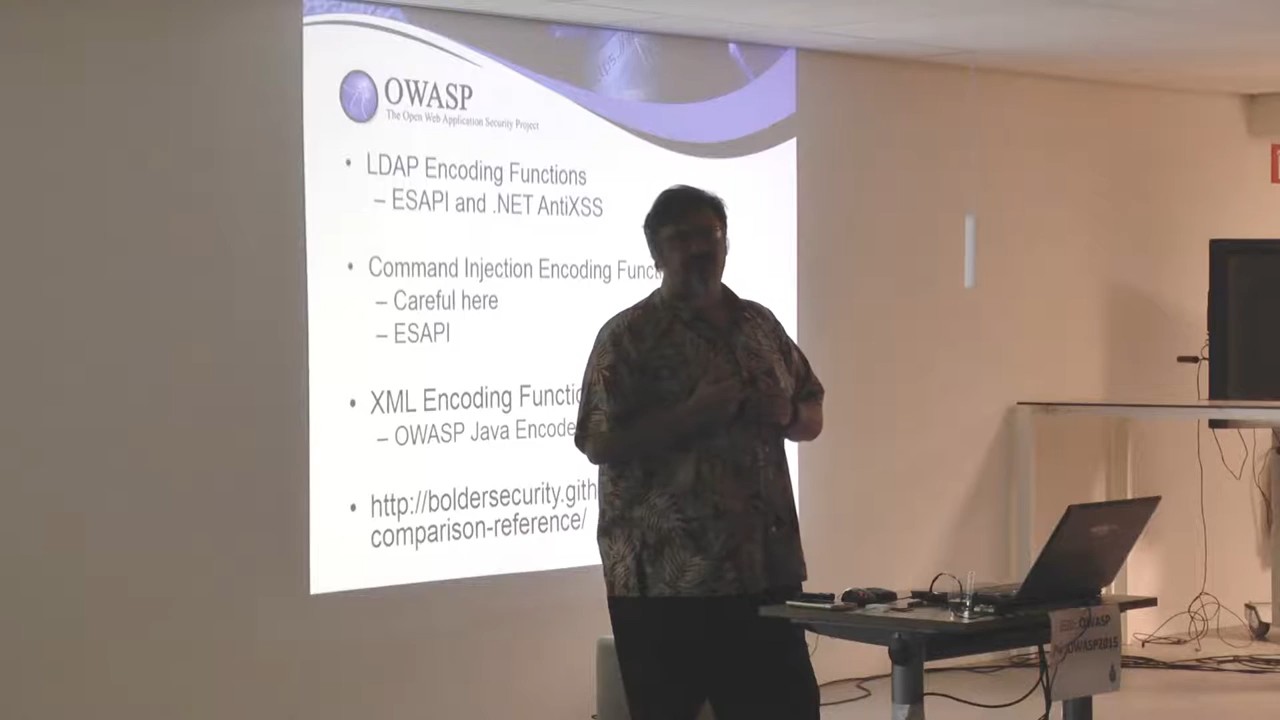 OWASP
The Open Web Application Security Project
• LDAP Encoding Functions
– ESAPI and .NET AntiXSS
• Command Injection Encoding Funct
– Careful here
– ESAPI
• XML Encoding Functio
– OWASP Java Encode
• http://boldersecurity.gith
comparison-reference/
OWASP
OWASP2015